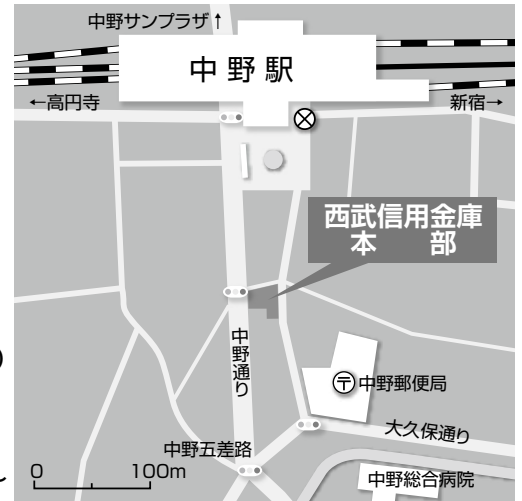 中野サンプラザ↑
中野駅
←高円寺
新宿→
西武信用金庫
本 部
中野通り
〒中野郵便局
大久保通り
中野五差路
0 100m
中野総合病院